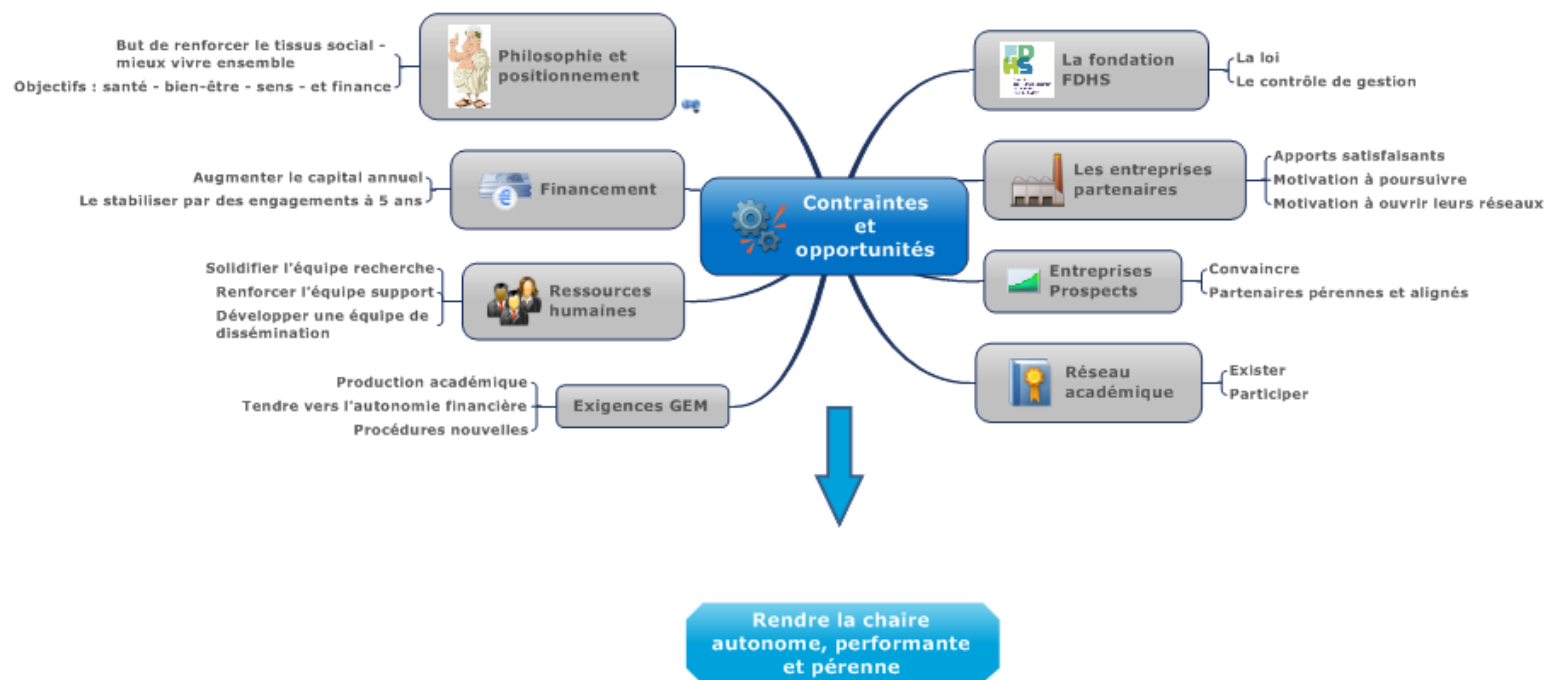 But de renforcer le tissus social -
mieux vivre ensemble
Objectifs : santé - bien-être - sens - et finance
Philosophie et
positionnement
Augmenter le capital annuel
Le stabiliser par des engagements à 5 ans
Financement
Solidifier l'équipe recherche
Renforcer l'équipe support
Développer une équipe de
dissémination
Ressources
humaines
Production académique
Tendre vers l'autonomie financière
Procédures nouvelles
Exigences GEM
Contraintes
et
opportunités
FDHS
La fondation
FDHS
La loi
Le contrôle de gestion
Les entreprises
partenaires
Apports satisfaisants
Motivation à poursuivre
Motivation à ouvrir leurs réseaux
Entreprises
Prospects
Convaincre
Partenaires pérennes et alignés
Réseau
académique
Exister
Participer
Rendre la chaire
autonome, performante
et pérenne